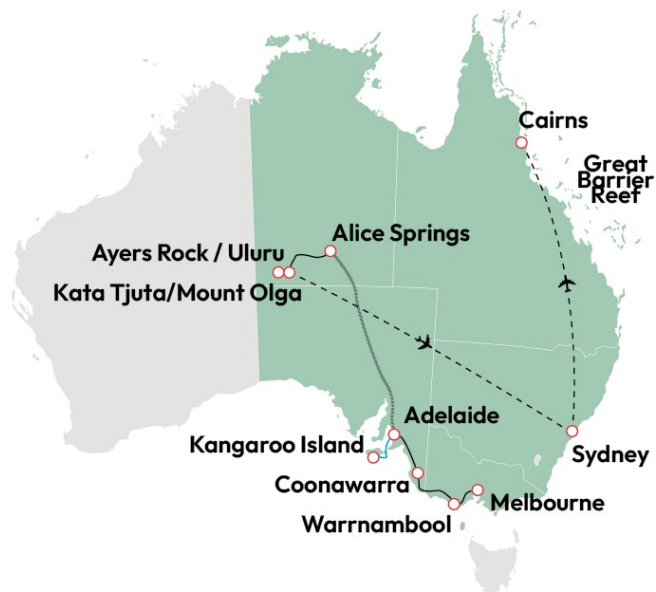 Cairns
Great
Barrier
Reef
Alice Springs
Ayers Rock / Uluru
Kata Tjuta/Mount Olga
Adelaide
Kangaroo Island
Sydney
Coonawarra
Melbourne
Warrnambool